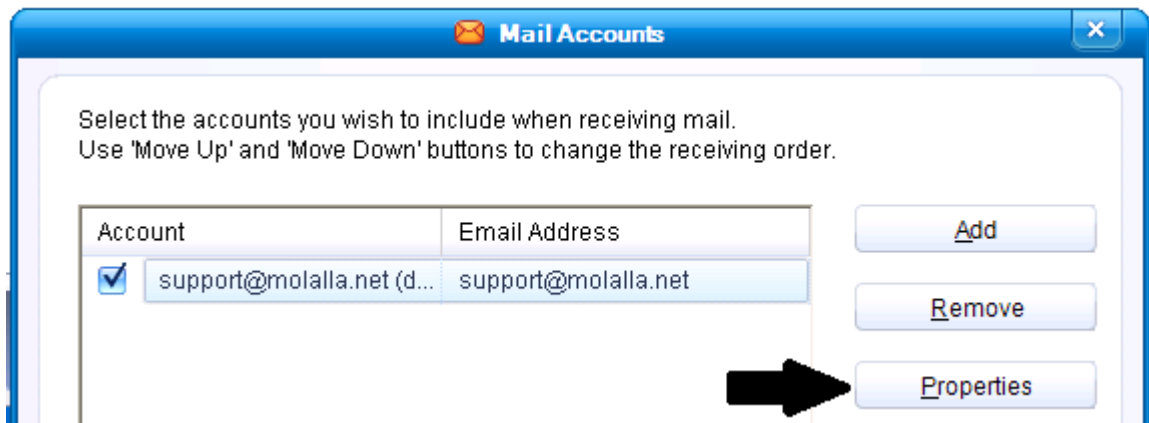 Mail Accounts
Select the accounts you wish to include when receiving mail.
Use 'Move Up' and 'Move Down' buttons to change the receiving order.
Account Email Address
support@molalla.net (d... support@molalla.net
Add
Remove
Properties